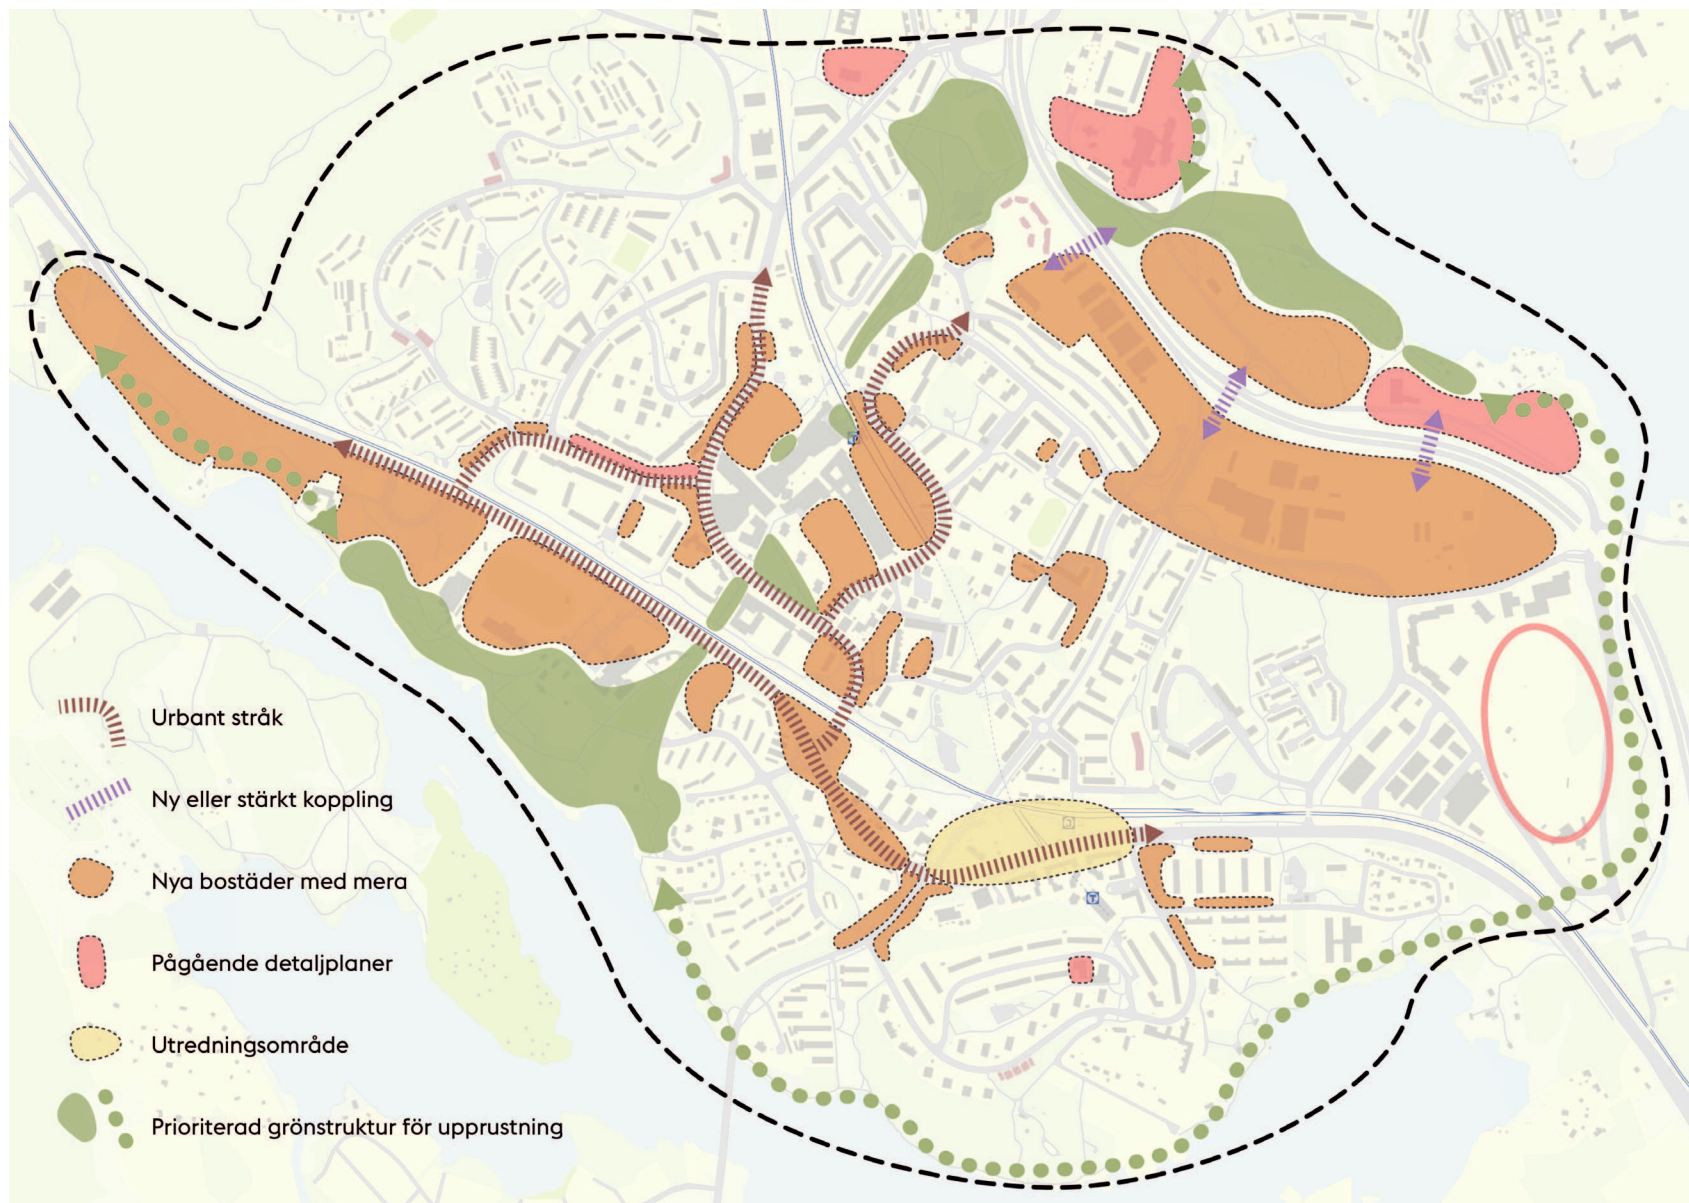 Urbant stråk
Ny eller stärkt koppling
Nya bostäder med mera
Pågående detaljplaner
Utredningsområde
Prioriterad grönstruktur för upprustning